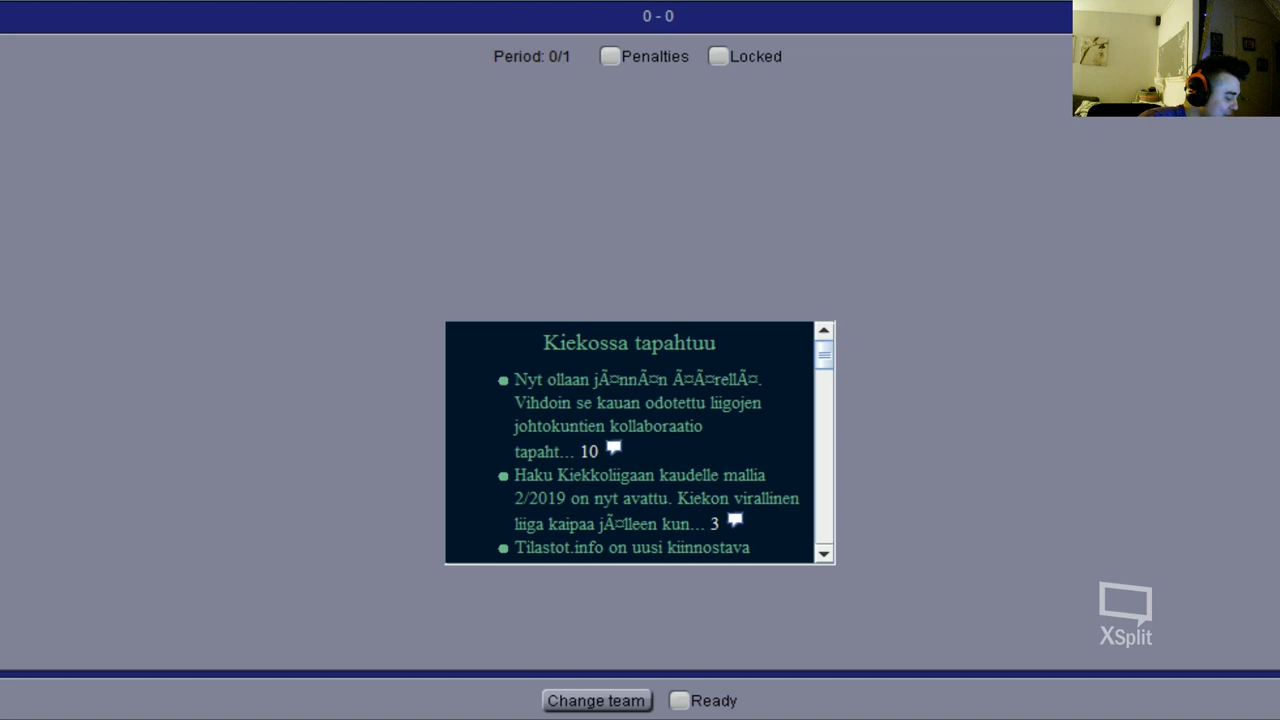 0 - 0
Period: 0/1 Penalties Locked
Kiekossa tapahtuu
Nyt ollaan jÃ¤nnÃ¤n Ã¤Ã¤rellÃ¤.
Vihdoin se kauan odotettu liigojen
johtokuntien kollaboraatio
tapaht... 10
Haku Kiekkoliigaan kaudelle mallia
2/2019 on nyt avattu. Kiekon virallinen
liiga kaipaa jÃ¤lleen kun... 3
Tilastot.info on uusi kiinnostava
XSplit
Change team Ready